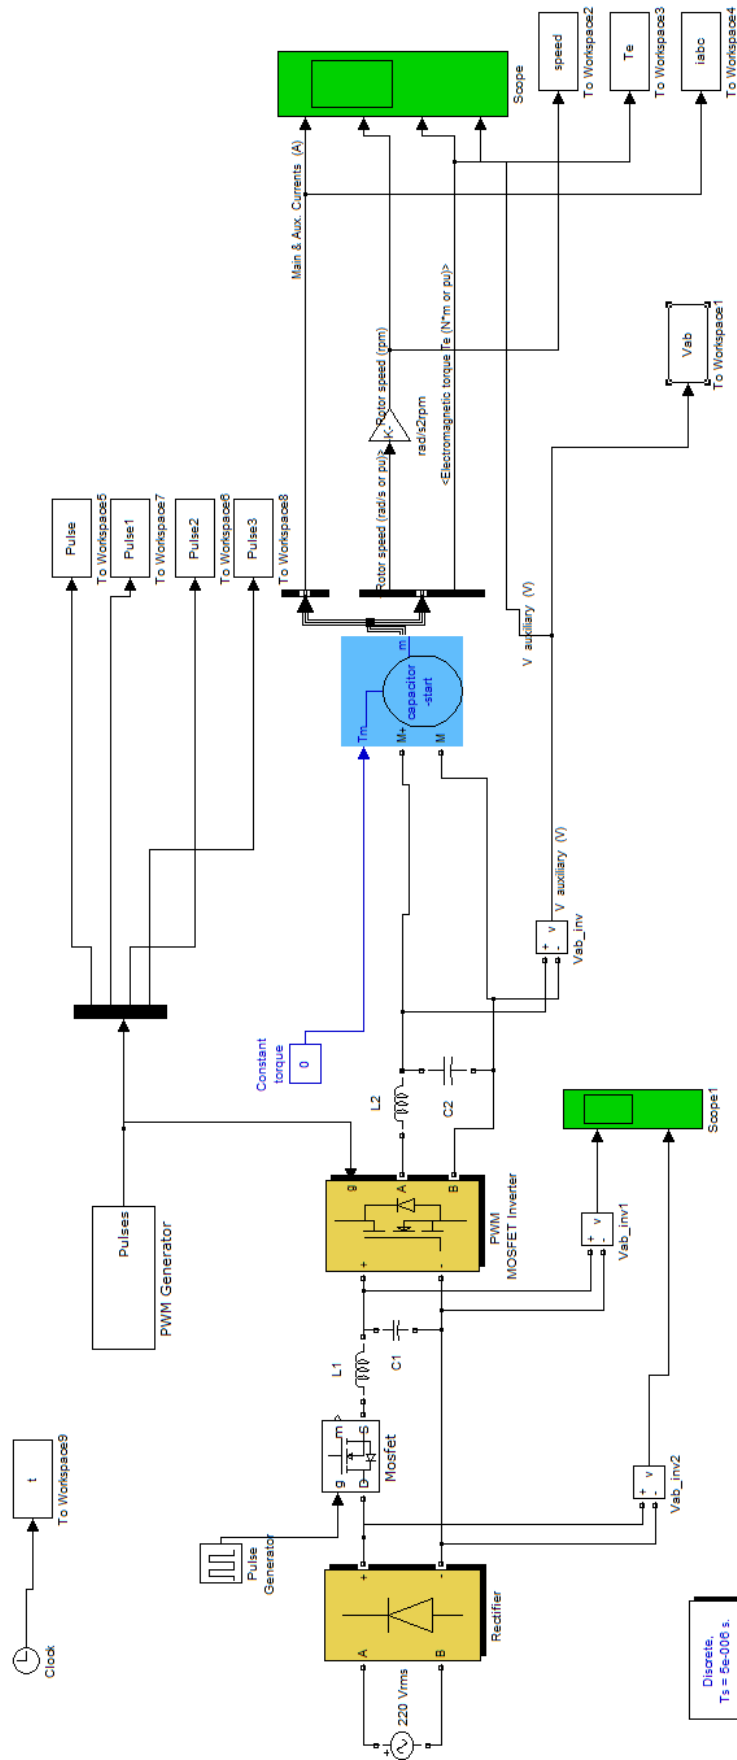 Clock
t
To Workspace9
Pulses
PWM Generator
Pulse
To Workspace5
Pulse1
To Workspace7
Pulse2
To Workspace6
Pulse3
To Workspace8
Constant
torque
0
Pulse
Generator
220 Vrms
+
A
B
+
-
Rectifier
g
m
D
S
Mosfet
L1
C1
g
+
A
-
B
PWM
MOSFET Inverter
L2
C2
Tm
m
M+
M
capacitor
-start
Main & Aux. Currents (A)
Rotor speed (rad/s or pu)>
K-
rad/s2rpm
Rotor speed (rpm)
<Electromagnetic torque Te (N*m or pu)>
Scope
speed
To Workspace2
Te
To Workspace3
iabc
To Workspace4
Vab
To Workspace1
+
-
v
Vab_inv
V auxiliary (V)
V auxiliary (V)
+
-
v
Vab_inv1
Scope1
+
-
v
Vab_inv2
Discrete,
Ts = 5e-006 s.